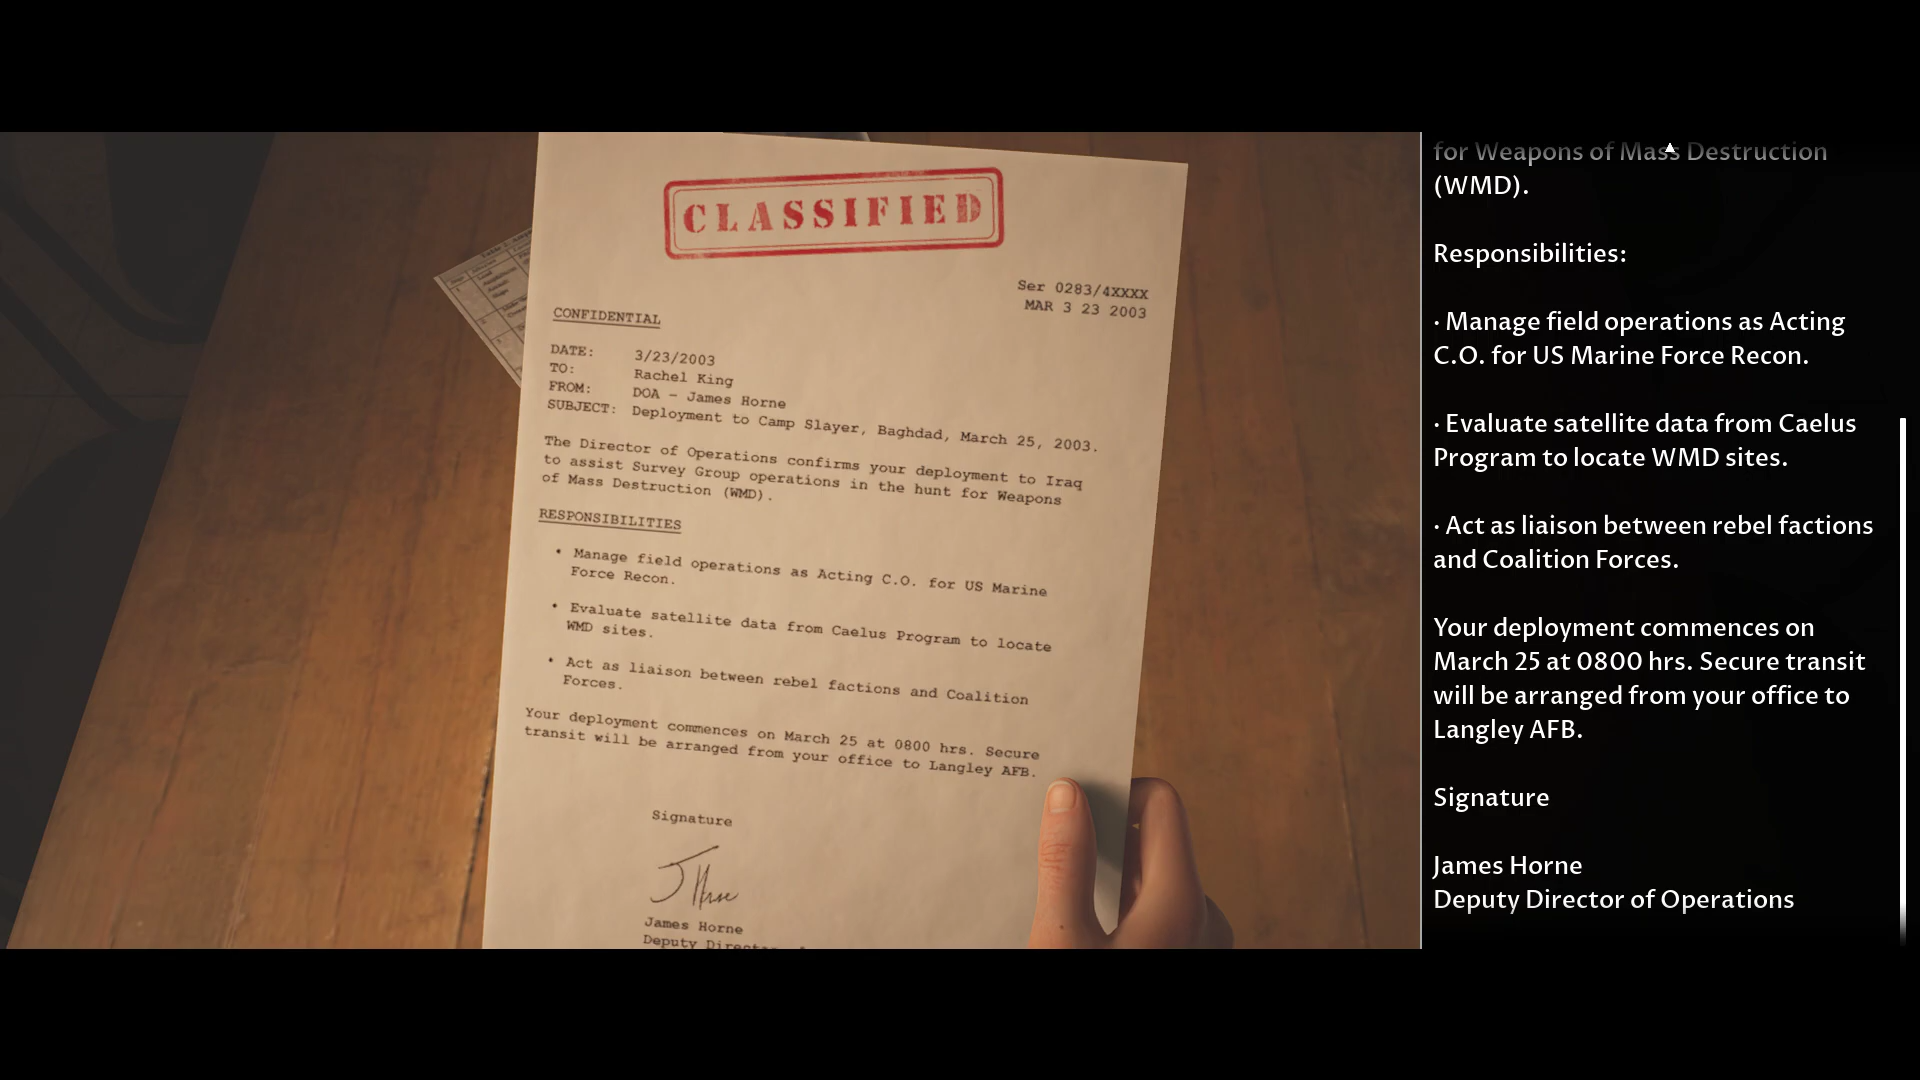 CLASSIFIED
Ser 0283/4XXXX
MAR 3 23 2003
CONFIDENTIAL
DATE: 3/23/2003
TO: Rachel King
FROM: DOA - James Horne
SUBJECT: Deployment to Camp Slayer, Baghdad, March 25, 2003.
The Director of Operations confirms your deployment to Iraq
to assist Survey Group operations in the hunt for Weapons
of Mass Destruction (WMD).
RESPONSIBILITIES
• Manage field operations as Acting C.O. for US Marine
Force Recon.
• Evaluate satellite data from Caelus Program to locate
WMD sites.
• Act as liaison between rebel factions and Coalition
Forces.
Your deployment commences on March 25 at 0800 hrs. Secure
transit will be arranged from your office to Langley AFB.
Signature
J Horne
James Horne
Deputy
for Weapons of Mass Destruction
(WMD).
Responsibilities:
· Manage field operations as Acting
C.O. for US Marine Force Recon.
· Evaluate satellite data from Caelus
Program to locate WMD sites.
· Act as liaison between rebel factions
and Coalition Forces.
Your deployment commences on
March 25 at 0800 hrs. Secure transit
will be arranged from your office to
Langley AFB.
Signature
James Horne
Deputy Director of Operations